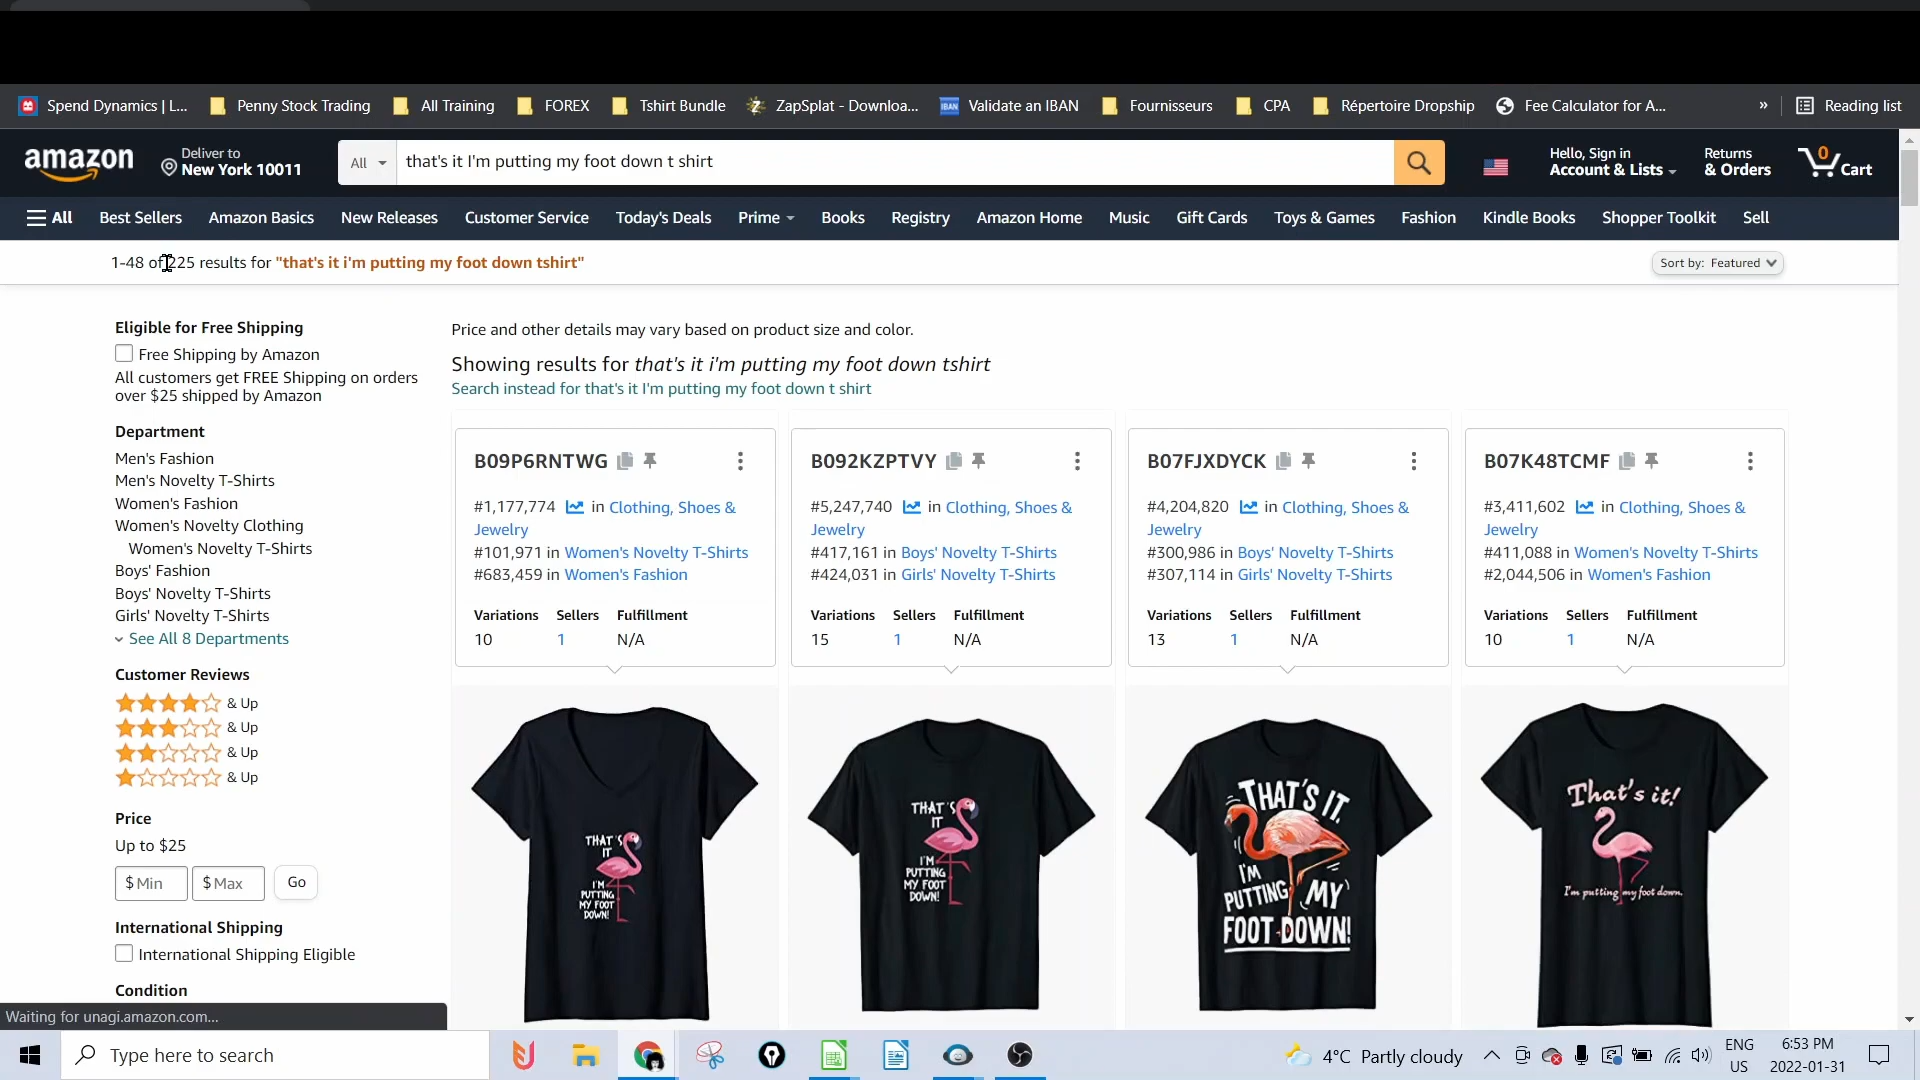 Spend Dynamics | L...
Penny Stock Trading
All Training
FOREX
Tshirt Bundle
ZapSplat - Downloa...
IBAN
Validate an IBAN
Fournisseurs
CPA
Répertoire Dropship
Fee Calculator for A...
»
Reading list
amazon
Deliver to
New York 10011
All
that's it I'm putting my foot down t shirt
Hello, Sign in
Account & Lists
Returns
& Orders
0
Cart
All
Best Sellers
Amazon Basics
New Releases
Customer Service
Today's Deals
Prime
Books
Registry
Amazon Home
Music
Gift Cards
Toys & Games
Fashion
Kindle Books
Shopper Toolkit
Sell
1-48 of 225 results for "that's it i'm putting my foot down tshirt"
Sort by: Featured
Eligible for Free Shipping
Free Shipping by Amazon
All customers get FREE Shipping on orders
over $25 shipped by Amazon
Department
Men's Fashion
Men's Novelty T-Shirts
Women's Fashion
Women's Novelty Clothing
Women's Novelty T-Shirts
Boys' Fashion
Boys' Novelty T-Shirts
Girls' Novelty T-Shirts
See All 8 Departments
Customer Reviews
& Up
& Up
& Up
& Up
Price
Up to $25
$ Min
$ Max
Go
International Shipping
International Shipping Eligible
Condition
Price and other details may vary based on product size and color.
Showing results for that's it i'm putting my foot down tshirt
Search instead for that's it I'm putting my foot down t shirt
B09P6RNTWG
#1,177,774 in Clothing, Shoes &
Jewelry
#101,971 in Women's Novelty T-Shirts
#683,459 in Women's Fashion
Variations Sellers Fulfillment
10 1 N/A
B092KZPTVY
#5,247,740 in Clothing, Shoes &
Jewelry
#417,161 in Boys' Novelty T-Shirts
#424,031 in Girls' Novelty T-Shirts
Variations Sellers Fulfillment
15 1 N/A
B07FJXDYCK
#4,204,820 in Clothing, Shoes &
Jewelry
#300,986 in Boys' Novelty T-Shirts
#307,114 in Girls' Novelty T-Shirts
Variations Sellers Fulfillment
13 1 N/A
B07K48TCMF
#3,411,602 in Clothing, Shoes &
Jewelry
#411,088 in Women's Novelty T-Shirts
#2,044,506 in Women's Fashion
Variations Sellers Fulfillment
10 1 N/A
THAT'S
IT
I'M
PUTTING
MY FOOT
DOWN!
THAT'S
IT
I'M
PUTTING
MY FOOT
DOWN!
THAT'S IT.
I'M
PUTTING MY
FOOT DOWN!
That's it!
I'm putting my foot down.
Waiting for unagi.amazon.com...
Type here to search
4°C Partly cloudy
ENG
US
6:53 PM
2022-01-31